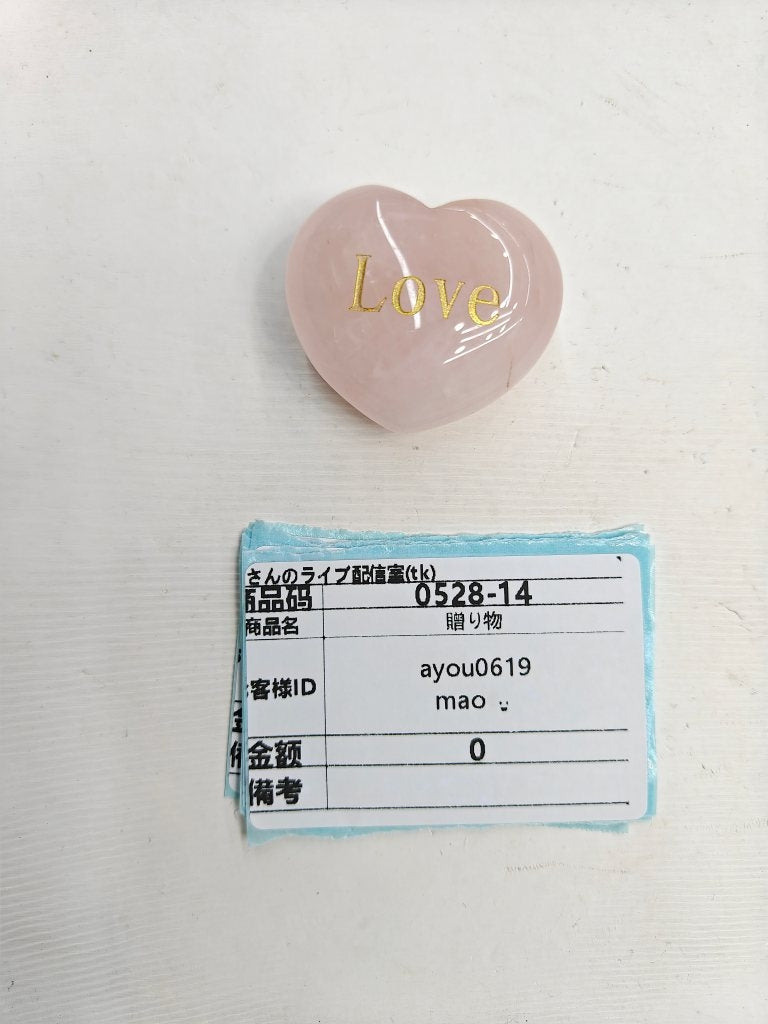 Love
さんのライブ配信室(tk)
商品码 0528-14
商品名 贈り物
客様ID ayou0619
mao
金额 0
備考